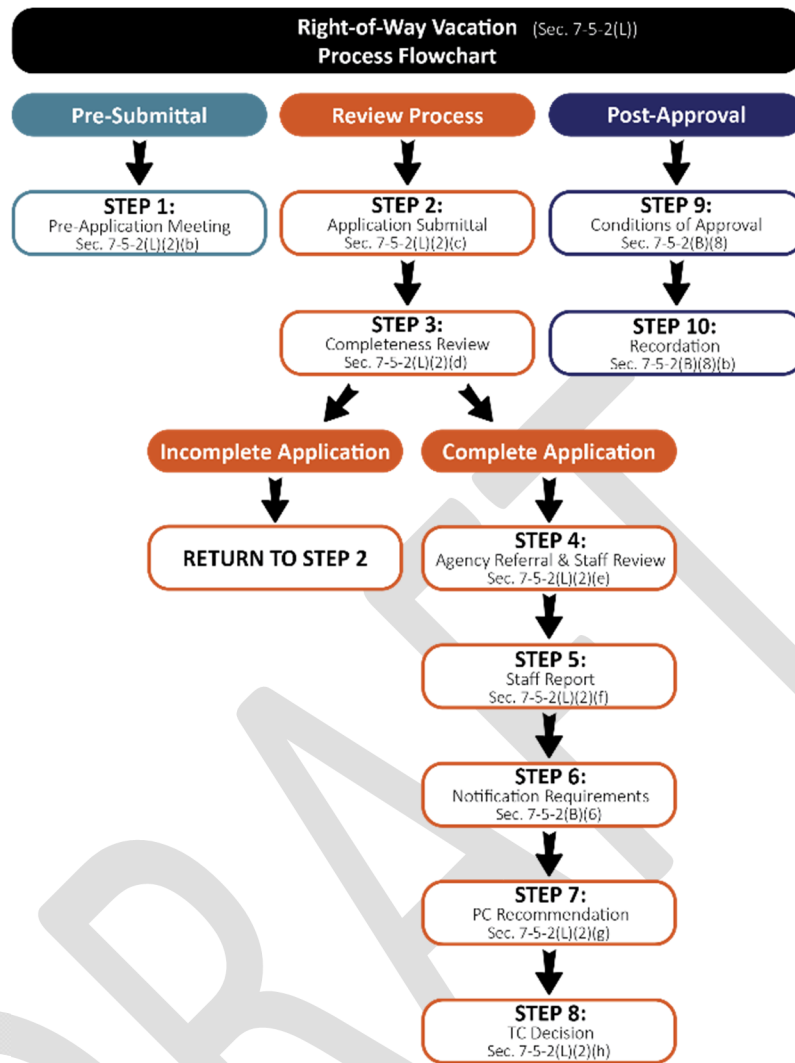 Right-of-Way Vacation (Sec. 7-5-2(L))
Process Flowchart
Pre-Submittal
STEP 1:
Pre-Application Meeting
Sec. 7-5-2(L)(2)(b)
Review Process
STEP 2:
Application Submittal
Sec. 7-5-2(L)(2)(c)
STEP 3:
Completeness Review
Sec. 7-5-2(L)(2)(d)
Incomplete Application
RETURN TO STEP 2
Complete Application
STEP 4:
Agency Referral & Staff Review
Sec. 7-5-2(L)(2)(e)
STEP 5:
Staff Report
Sec. 7-5-2(L)(2)(f)
STEP 6:
Notification Requirements
Sec. 7-5-2(B)(6)
STEP 7:
PC Recommendation
Sec. 7-5-2(L)(2)(g)
STEP 8:
TC Decision
Sec. 7-5-2(L)(2)(h)
Post-Approval
STEP 9:
Conditions of Approval
Sec. 7-5-2(B)(8)
STEP 10:
Recordation
Sec. 7-5-2(B)(8)(b)
DRAFT